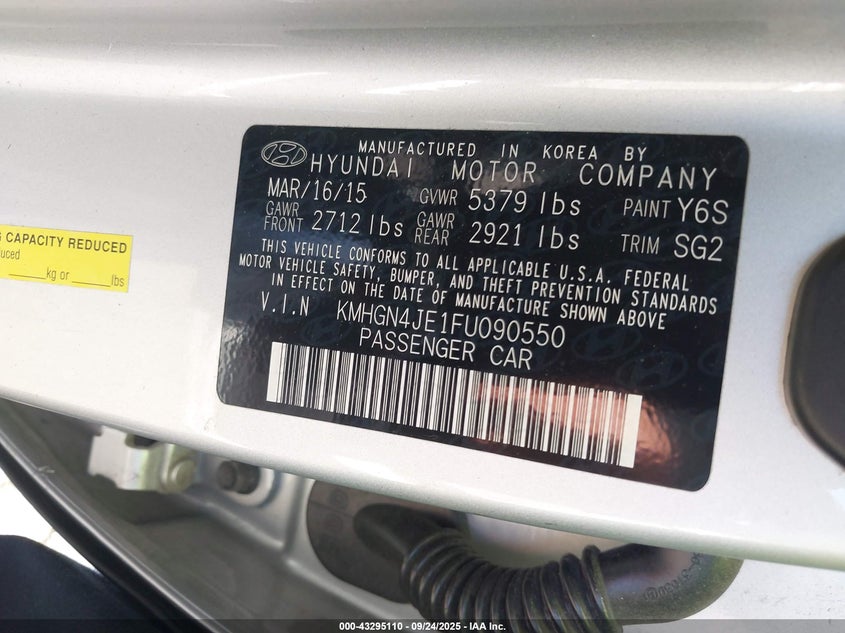 MANUFACTURED IN KOREA BY
HYUNDAI MOTOR COMPANY
MAR/16/15 GVWR 5379 lbs PAINT Y6S
GAWR FRONT 2712 lbs GAWR REAR 2921 lbs TRIM SG2
THIS VEHICLE CONFORMS TO ALL APPLICABLE U.S.A. FEDERAL
MOTOR VEHICLE SAFETY, BUMPER, AND THEFT PREVENTION STANDARDS
IN EFFECT ON THE DATE OF MANUFACTURE SHOWN ABOVE
V.I.N KMHGN4JE1FU090550
PASSENGER CAR
CAPACITY REDUCED
kg or lbs
000-43295110 - 09/24/2025 - IAA Inc.